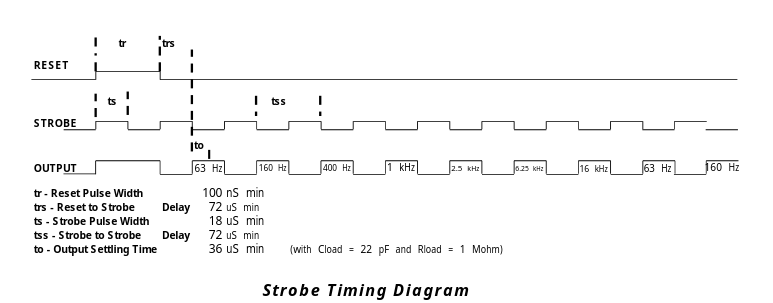 tr trs
RESET
ts tss
STROBE
to
OUTPUT 63 Hz 160 Hz 400 Hz 1 kHz 2.5 kHz 6.25 kHz 16 kHz 63 Hz 160 Hz
tr - Reset Pulse Width 100 nS min
trs - Reset to Strobe Delay 72 uS min
ts - Strobe Pulse Width 18 uS min
tss - Strobe to Strobe Delay 72 uS min
to - Output Settling Time 36 uS min (with Cload = 22 pF and Rload = 1 Mohm)
Strobe Timing Diagram